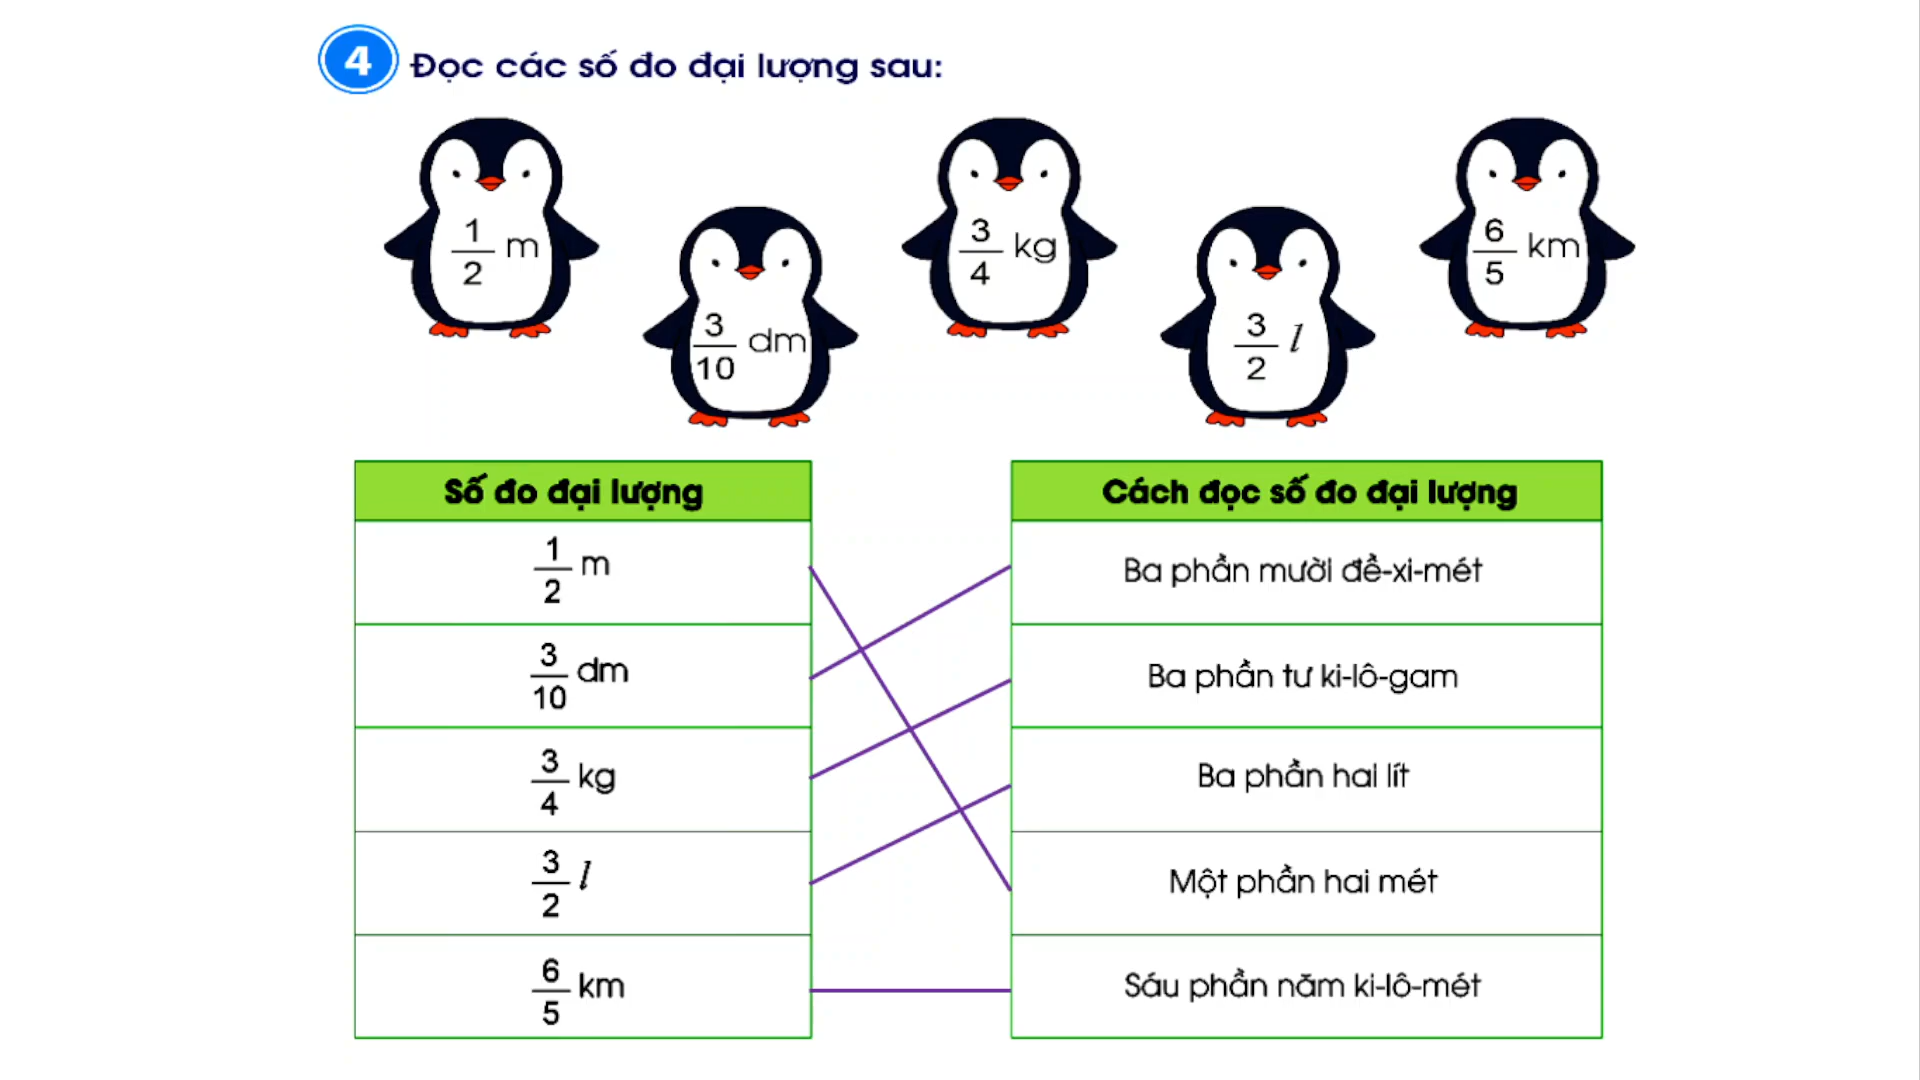 4 Đọc các số đo đại lượng sau:
1/2 m
3/10 dm
3/4 kg
3/2 l
6/5 km
Số đo đại lượng
Cách đọc số đo đại lượng
1/2 m
Ba phần mười đề-xi-mét
3/10 dm
Ba phần tư ki-lô-gam
3/4 kg
Ba phần hai lít
3/2 l
Một phần hai mét
6/5 km
Sáu phần năm ki-lô-mét